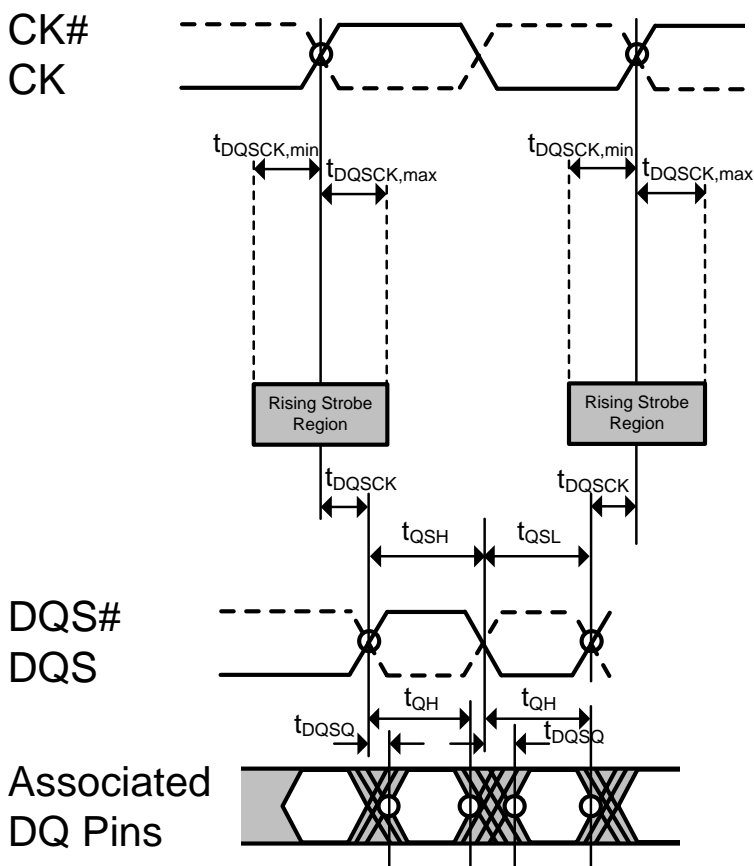 CK#
CK
tDQSCK,min
tDQSCK,max
tDQSCK,min
tDQSCK,max
Rising Strobe
Region
Rising Strobe
Region
tDQSCK
tDQSCK
tQSH
tQSL
DQS#
DQS
tQH
tQH
tDQSQ
tDQSQ
Associated
DQ Pins